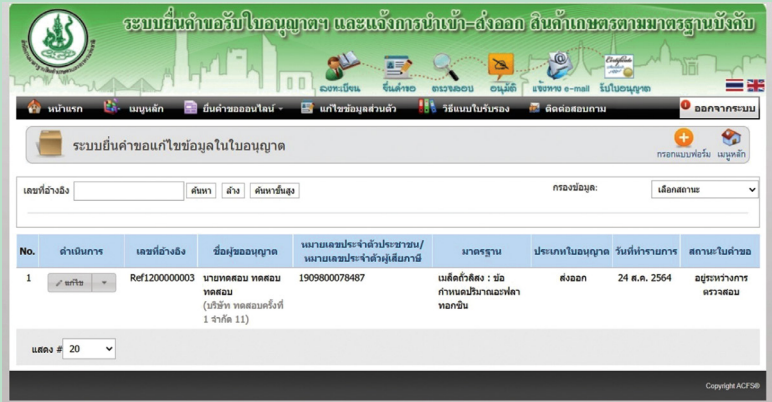 ระบบยื่นคำขอรับใบอนุญาตฯ และแจ้งการนำเข้า-ส่งออก สินค้าเกษตรตามมาตรฐานบังคับ
ลงทะเบียน ยื่นคำขอ ตรวจสอบ อนุมัติ แจ้งทาง e-mail รับใบอนุญาต
หน้าแรก เมนูหลัก ยื่นคำขอออนไลน์ แก้ไขข้อมูลส่วนตัว วิธีแนบใบรับรอง ติดต่อสอบถาม ออกจากระบบ
ระบบยื่นคำขอแก้ไขข้อมูลในใบอนุญาต
กรอกแบบฟอร์ม เมนูหลัก
เลขที่อ้างอิง ค้นหา ล้าง ค้นหาขั้นสูง กรองข้อมูล: เลือกสถานะ
No. ดำเนินการ เลขที่อ้างอิง ชื่อผู้ขออนุญาต หมายเลขประจำตัวประชาชน/ มาตรฐาน ประเภทใบอนุญาต วันที่ทำรายการ สถานะใบคำขอ
หมายเลขประจำตัวผู้เสียภาษี
1 แก้ไข Ref1200000003 นายทดสอบ ทดสอบ 1909800078487 เมล็ดถั่วลิสง : ข้อ ส่งออก 24 ส.ค. 2564 อยู่ระหว่างการ
ทดสอบ กำหนดปริมาณอะฟลา ตรวจสอบ
(บริษัท ทดสอบครั้งที่ ทอกซิน
1 จำกัด 11)
แสดง # 20
Copyright ACFS®